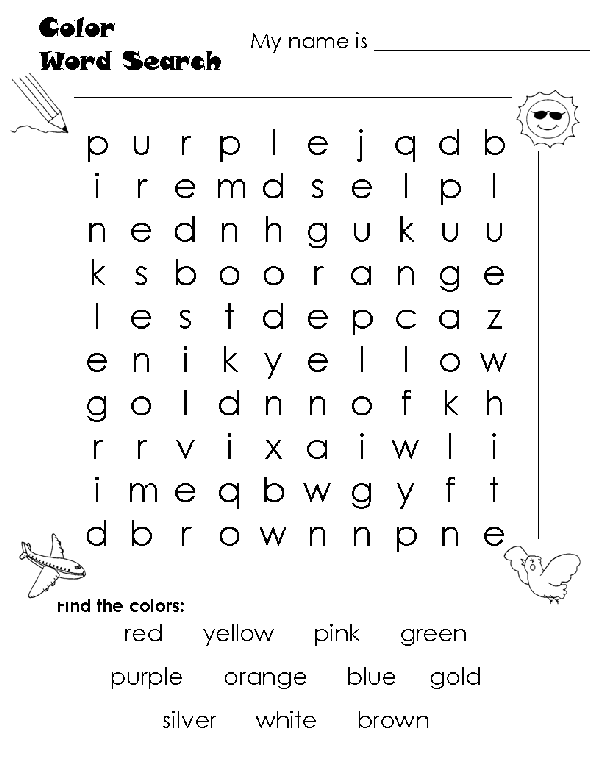 Color
Word Search
My name is
p u r p l e j q d b
i r e m d s e l p l
n e d n h g u k u u
k s b o o r a n g e
l e s t d e p c a z
e n i k y e l l o w
g o l d n n o f k h
r r v i x a i w l i
i m e q b w g y f t
d b r o w n n p n e
Find the colors:
red yellow pink green
purple orange blue gold
silver white brown